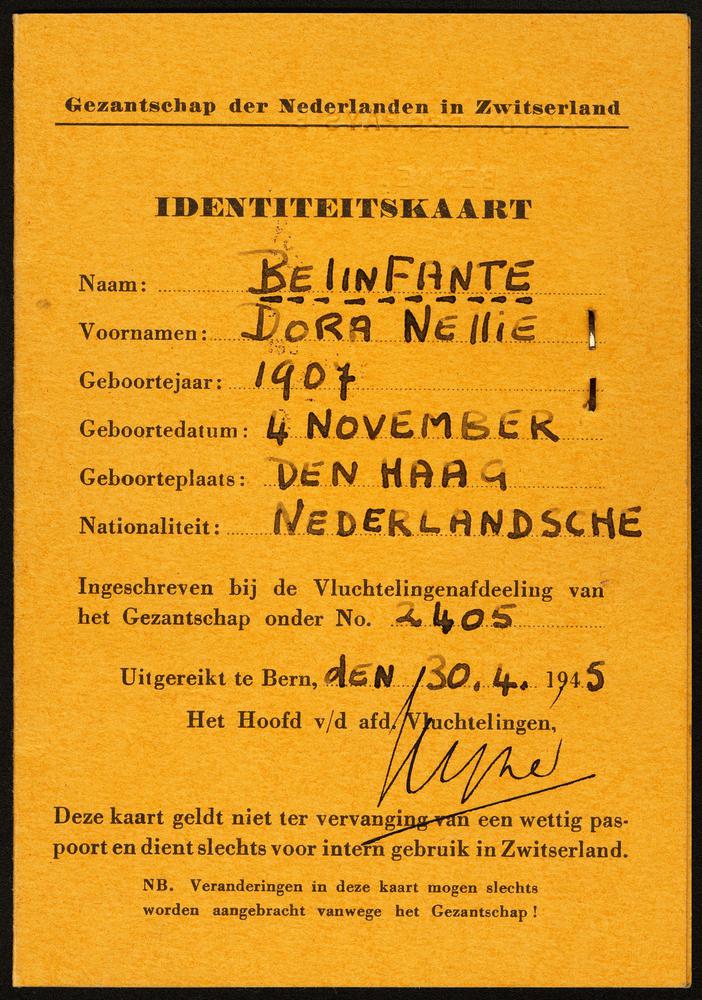 Gezantschap der Nederlanden in Zwitserland
IDENTITEITSKAART
Naam: BELINFANTE
Voornamen: DORA NELLIE
Geboortejaar: 1907
Geboortedatum: 4 NOVEMBER
Geboorteplaats: DEN HAAG
Nationaliteit: NEDERLANDSCHE
Ingeschreven bij de Vluchtelingenafdeeling van
het Gezantschap onder No. 2405
Uitgereikt te Bern, dEN 30.4. 1945
Het Hoofd v/d afd. Vluchtelingen,
Deze kaart geldt niet ter vervanging van een wettig pas-
poort en dient slechts voor intern gebruik in Zwitserland.
NB. Veranderingen in deze kaart mogen slechts
worden aangebracht vanwege het Gezantschap!